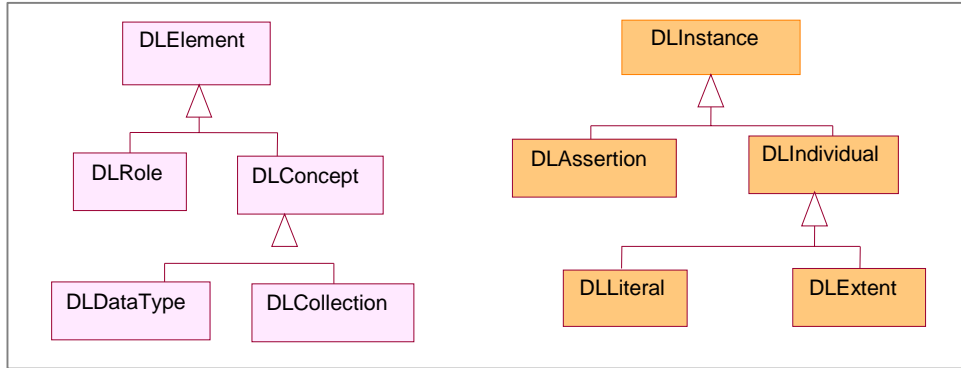 DLElement
DLInstance
DLRole
DLConcept
DLAssertion
DLIndividual
DLDataType
DLCollection
DLLiteral
DLExtent